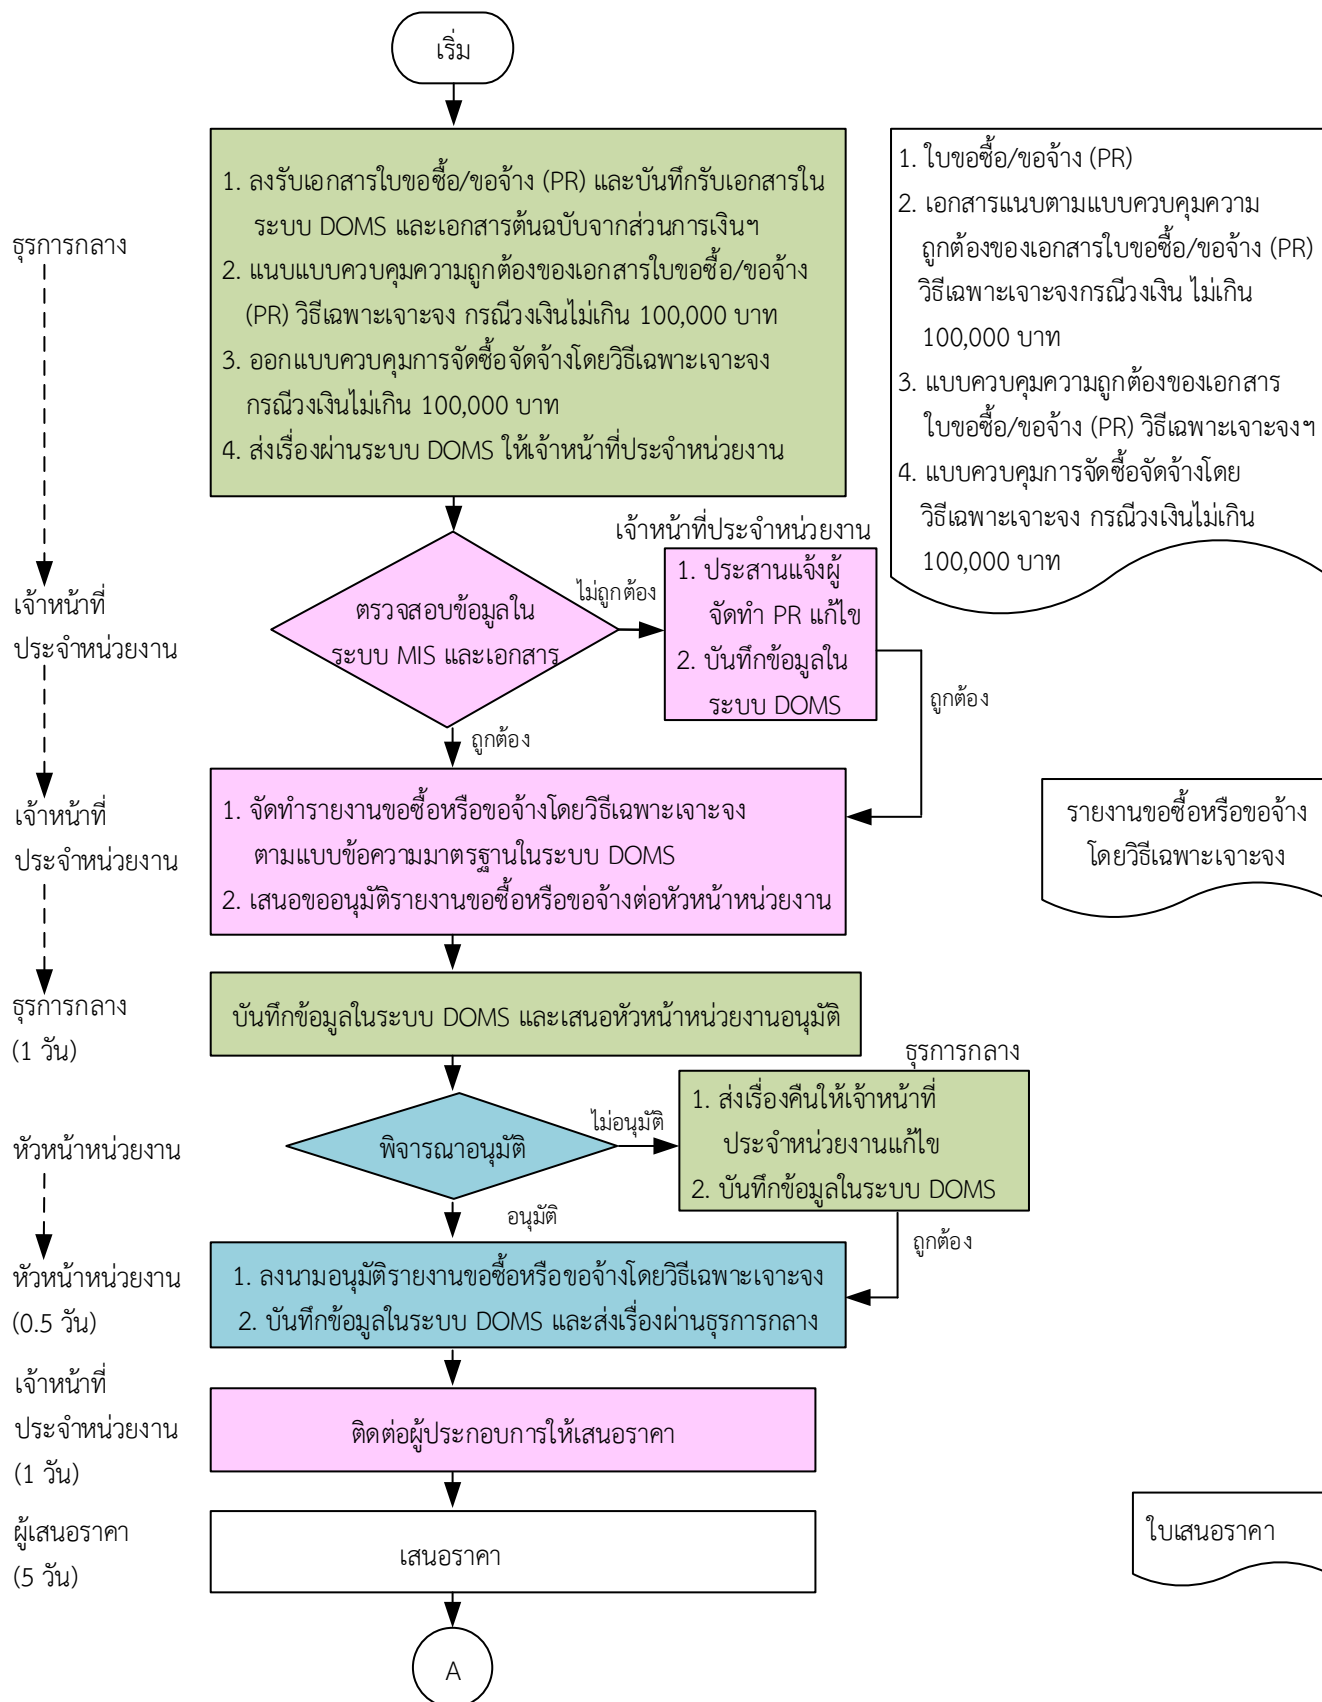 เริ่ม
ธุรการกลาง
1. ลงรับเอกสารใบขอซื้อ/ขอจ้าง (PR) และบันทึกรับเอกสารใน
ระบบ DOMS และเอกสารต้นฉบับจากส่วนการเงินฯ
2. แนบแบบควบคุมความถูกต้องของเอกสารใบขอซื้อ/ขอจ้าง
(PR) วิธีเฉพาะเจาะจง กรณีวงเงินไม่เกิน 100,000 บาท
3. ออกแบบควบคุมการจัดซื้อจัดจ้างโดยวิธีเฉพาะเจาะจง
กรณีวงเงินไม่เกิน 100,000 บาท
4. ส่งเรื่องผ่านระบบ DOMS ให้เจ้าหน้าที่ประจำหน่วยงาน
1. ใบขอซื้อ/ขอจ้าง (PR)
2. เอกสารแนบตามแบบควบคุมความ
ถูกต้องของเอกสารใบขอซื้อ/ขอจ้าง (PR)
วิธีเฉพาะเจาะจงกรณีวงเงิน ไม่เกิน
100,000 บาท
3. แบบควบคุมความถูกต้องของเอกสาร
ใบขอซื้อ/ขอจ้าง (PR) วิธีเฉพาะเจาะจงฯ
4. แบบควบคุมการจัดซื้อจัดจ้างโดย
วิธีเฉพาะเจาะจง กรณีวงเงินไม่เกิน
100,000 บาท
เจ้าหน้าที่
ประจำหน่วยงาน
ตรวจสอบข้อมูลใน
ระบบ MIS และเอกสาร
ไม่ถูกต้อง
เจ้าหน้าที่ประจำหน่วยงาน
1. ประสานแจ้งผู้
จัดทำ PR แก้ไข
2. บันทึกข้อมูลใน
ระบบ DOMS
ถูกต้อง
ถูกต้อง
เจ้าหน้าที่
ประจำหน่วยงาน
1. จัดทำรายงานขอซื้อหรือขอจ้างโดยวิธีเฉพาะเจาะจง
ตามแบบข้อความมาตรฐานในระบบ DOMS
2. เสนอขออนุมัติรายงานขอซื้อหรือขอจ้างต่อหัวหน้าหน่วยงาน
รายงานขอซื้อหรือขอจ้าง
โดยวิธีเฉพาะเจาะจง
ธุรการกลาง
(1 วัน)
บันทึกข้อมูลในระบบ DOMS และเสนอหัวหน้าหน่วยงานอนุมัติ
หัวหน้าหน่วยงาน
พิจารณาอนุมัติ
ไม่อนุมัติ
ธุรการกลาง
1. ส่งเรื่องคืนให้เจ้าหน้าที่
ประจำหน่วยงานแก้ไข
2. บันทึกข้อมูลในระบบ DOMS
อนุมัติ
ถูกต้อง
หัวหน้าหน่วยงาน
(0.5 วัน)
1. ลงนามอนุมัติรายงานขอซื้อหรือขอจ้างโดยวิธีเฉพาะเจาะจง
2. บันทึกข้อมูลในระบบ DOMS และส่งเรื่องผ่านธุรการกลาง
เจ้าหน้าที่
ประจำหน่วยงาน
(1 วัน)
ติดต่อผู้ประกอบการให้เสนอราคา
ผู้เสนอราคา
(5 วัน)
เสนอราคา
ใบเสนอราคา
A